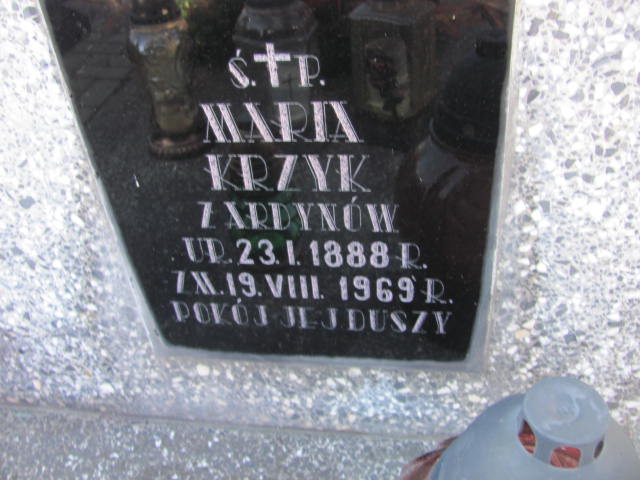 Ś. † P.
MARIA
KRZYK
Z ARDYNÓW
UR. 23. I. 1888 R.
ZM. 19. VIII. 1969 R.
POKÓJ JEJ DUSZY